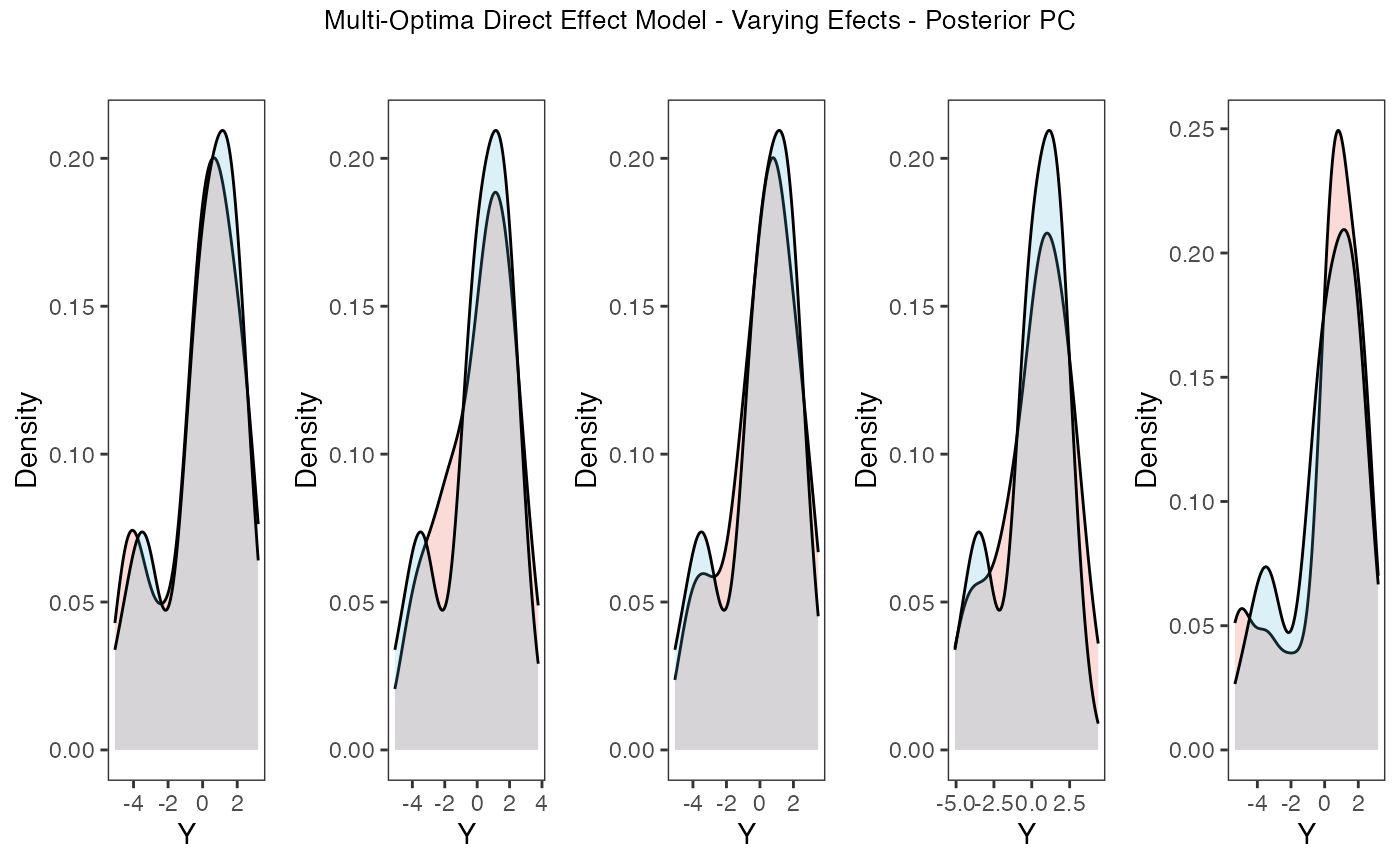 Multi-Optima Direct Effect Model - Varying Efects - Posterior PC
0.20 0.20 0.20 0.20 0.25
0.15 0.15 0.15 0.15 0.20
0.10 0.10 0.10 0.10 0.15
0.05 0.05 0.05 0.05 0.10
0.00 0.00 0.00 0.00 0.05
0.00
Density Density Density Density Density
-4 -2 0 2 -4 -2 0 2 4 -4 -2 0 2 -5.0 -2.5 0.0 2.5 -4 -2 0 2
Y Y Y Y Y